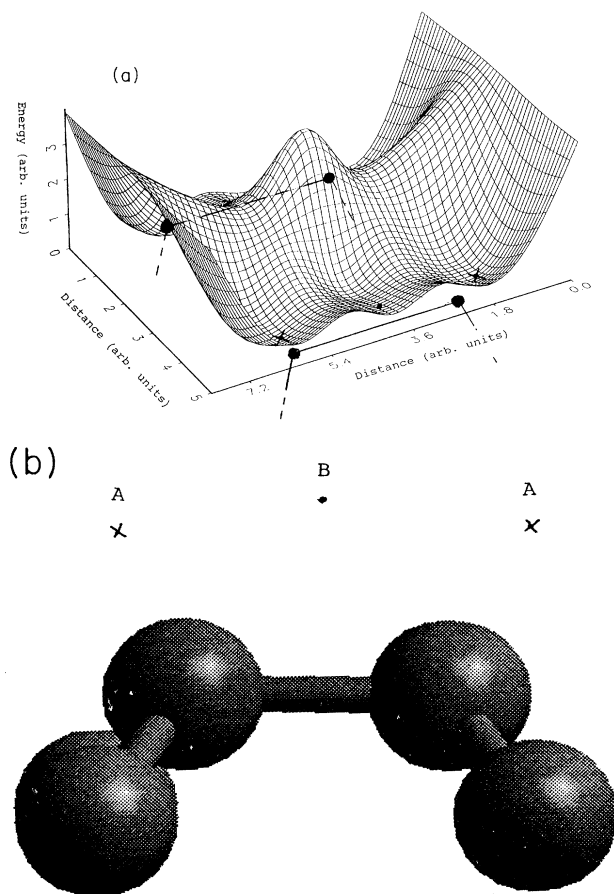 (a)
Energy (arb. units)
3
2
1
0
1
2
3
4
5
Distance (arb. units)
7.2
5.4
3.6
1.8
0.0
Distance (arb. units)
(b)
A
B
A